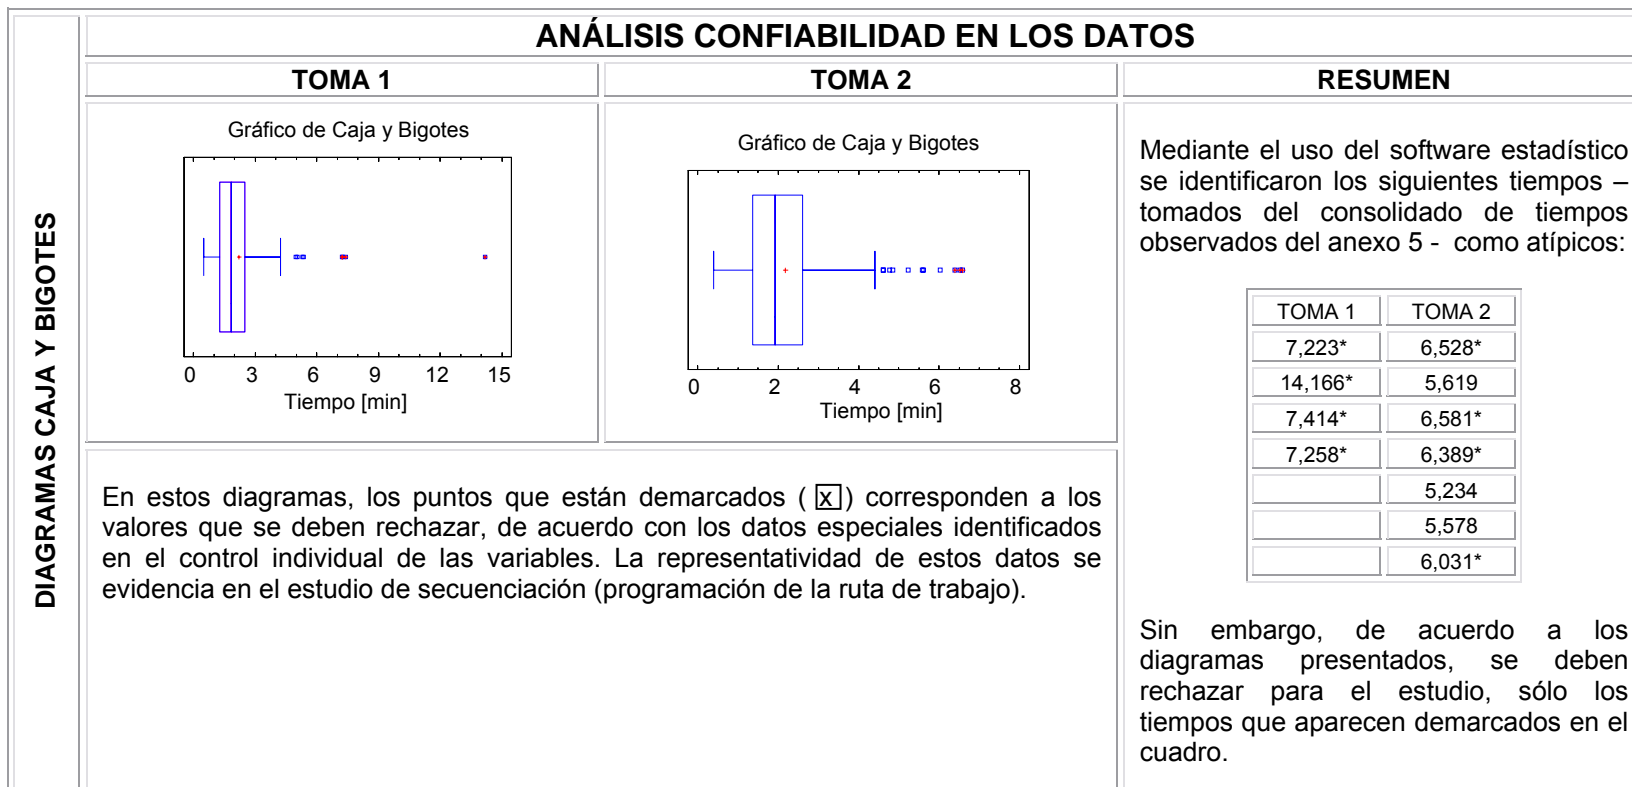 ANÁLISIS CONFIABILIDAD EN LOS DATOS
TOMA 1
TOMA 2
RESUMEN
DIAGRAMAS CAJA Y BIGOTES
Gráfico de Caja y Bigotes
0 3 6 9 12 15
Tiempo [min]
Gráfico de Caja y Bigotes
0 2 4 6 8
Tiempo [min]
En estos diagramas, los puntos que están demarcados ( x ) corresponden a los
valores que se deben rechazar, de acuerdo con los datos especiales identificados
en el control individual de las variables. La representatividad de estos datos se
evidencia en el estudio de secuenciación (programación de la ruta de trabajo).
Mediante el uso del software estadístico
se identificaron los siguientes tiempos –
tomados del consolidado de tiempos
observados del anexo 5 - como atípicos:
TOMA 1 TOMA 2
7,223* 6,528*
14,166* 5,619
7,414* 6,581*
7,258* 6,389*
5,234
5,578
6,031*
Sin embargo, de acuerdo a los
diagramas presentados, se deben
rechazar para el estudio, sólo los
tiempos que aparecen demarcados en el
cuadro.